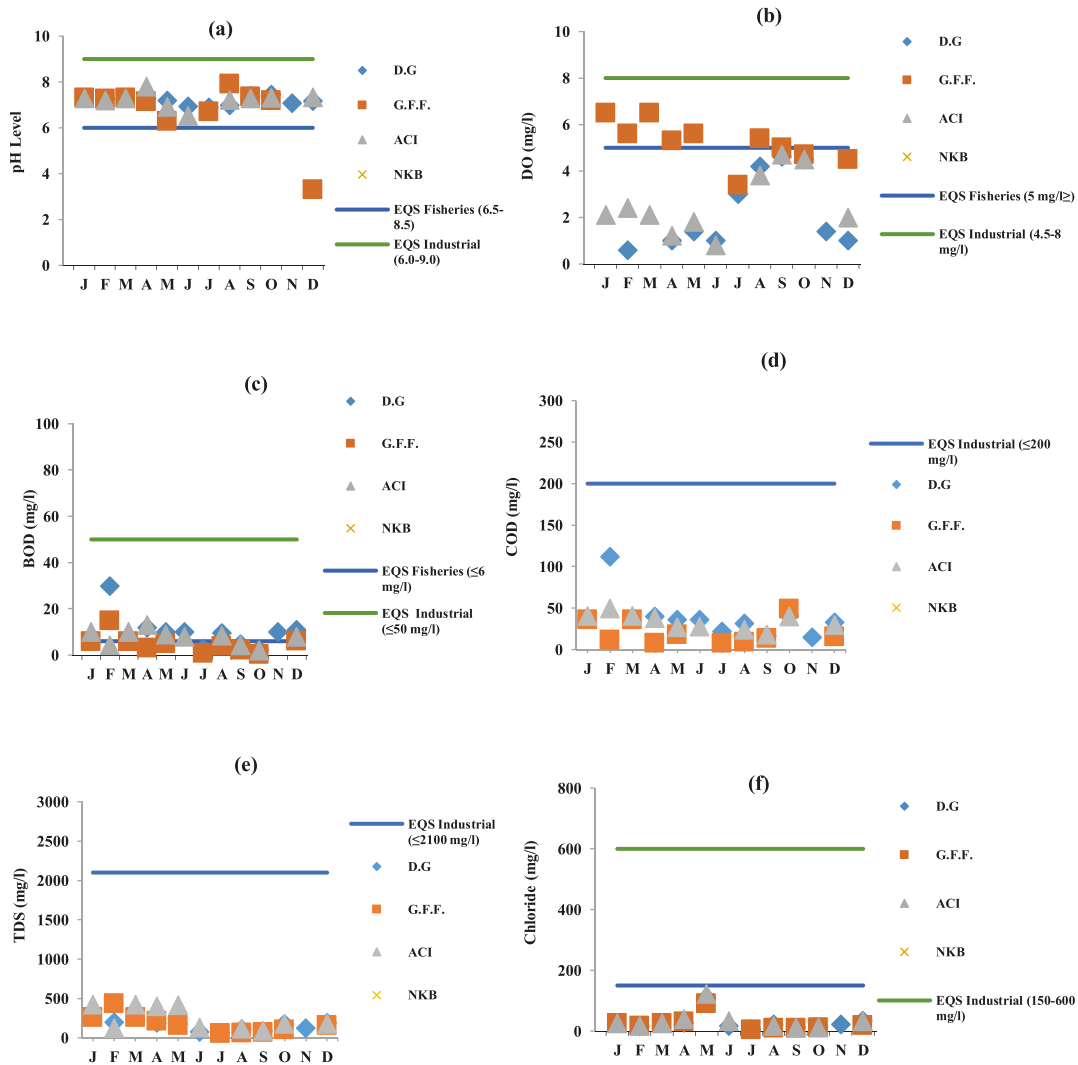 (a)
10
8
6
4
2
0
pH Level
J F M A M J J A S O N D
D.G
G.F.F.
ACI
NKB
EQS Fisheries (6.5-
8.5)
EQS Industrial
(6.0-9.0)
(b)
10
8
6
4
2
0
DO (mg/l)
J F M A M J J A S O N D
D.G
G.F.F.
ACI
NKB
EQS Fisheries (5 mg/l≥)
EQS Industrial (4.5-8
mg/l)
(c)
100
80
60
40
20
0
BOD (mg/l)
J F M A M J J A S O N D
D.G
G.F.F.
ACI
NKB
EQS Fisheries (≤6
mg/l)
EQS Industrial
(≤50 mg/l)
(d)
300
250
200
150
100
50
0
COD (mg/l)
J F M A M J J A S O N D
EQS Industrial (≤200
mg/l)
D.G
G.F.F.
ACI
NKB
(e)
3000
2500
2000
1500
1000
500
0
TDS (mg/l)
J F M A M J J A S O N D
EQS Industrial
(≤2100 mg/l)
D.G
G.F.F.
ACI
NKB
(f)
800
600
400
200
0
Chloride (mg/l)
J F M A M J J A S O N D
D.G
G.F.F.
ACI
NKB
EQS Industrial (150-600
mg/l)